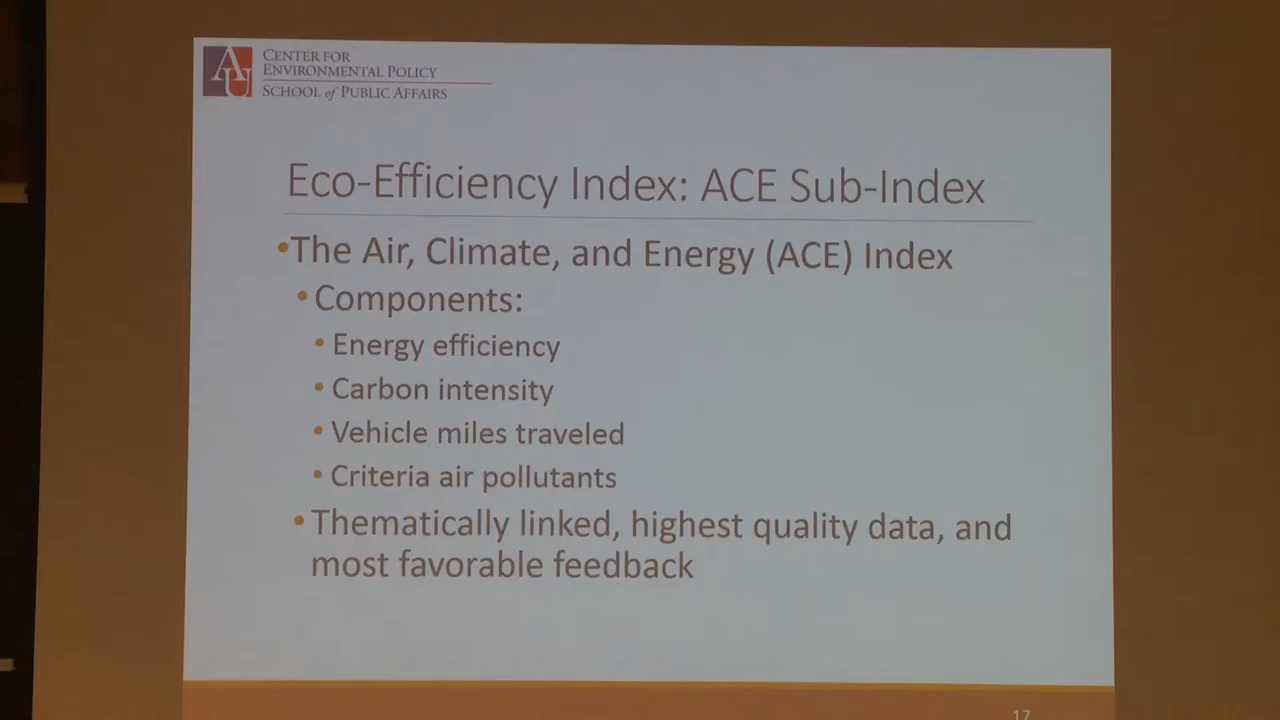 AU
CENTER FOR
ENVIRONMENTAL POLICY
SCHOOL of PUBLIC AFFAIRS
Eco-Efficiency Index: ACE Sub-Index
•The Air, Climate, and Energy (ACE) Index
• Components:
• Energy efficiency
• Carbon intensity
• Vehicle miles traveled
• Criteria air pollutants
• Thematically linked, highest quality data, and
most favorable feedback
17